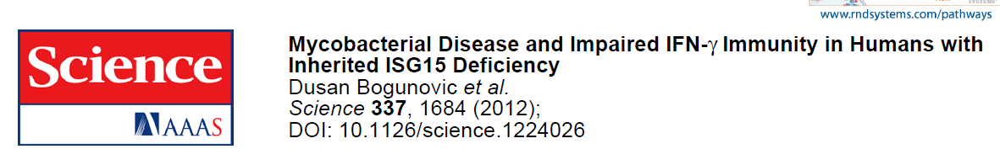 www.rndsystems.com/pathways
Science
AAAS
Mycobacterial Disease and Impaired IFN-γ Immunity in Humans with
Inherited ISG15 Deficiency
Dusan Bogunovic et al.
Science 337, 1684 (2012);
DOI: 10.1126/science.1224026